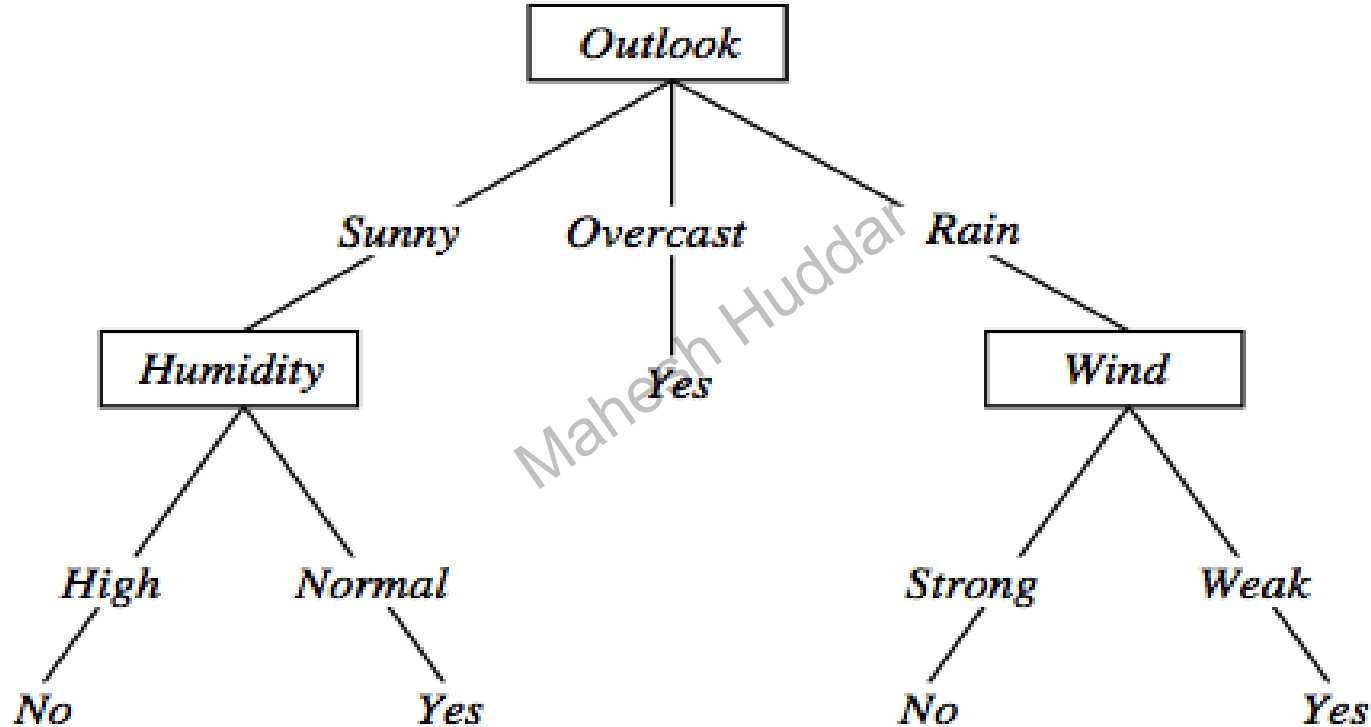 Outlook
Sunny Overcast Rain
Mahesh Huddar
Humidity Yes Wind
High Normal Strong Weak
No Yes No Yes